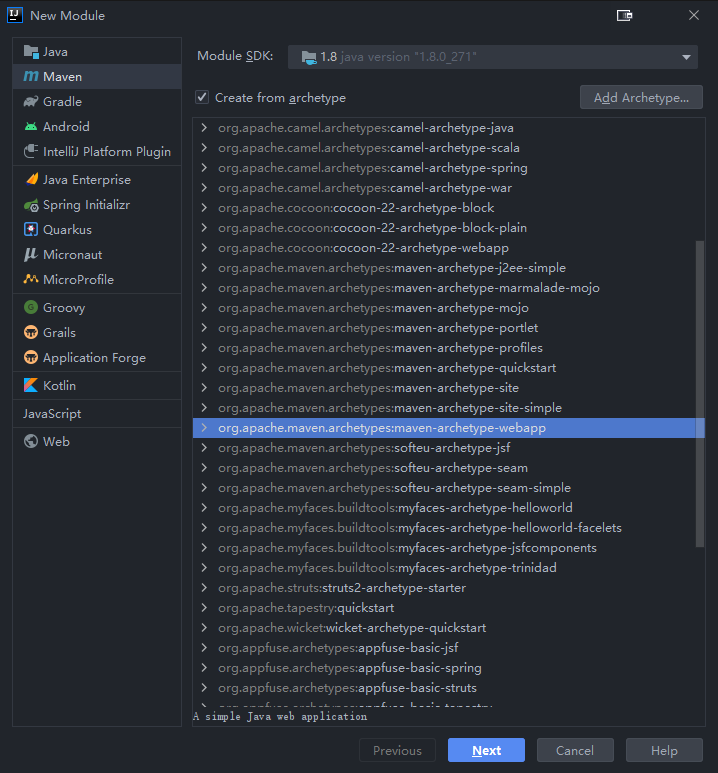 New Module
Java
Maven
Gradle
Android
IntelliJ Platform Plugin
Java Enterprise
Spring Initializr
Quarkus
Micronaut
MicroProfile
Groovy
Grails
Application Forge
Kotlin
JavaScript
Web
Module SDK: 1.8 java version "1.8.0_271"
Create from archetype
Add Archetype...
org.apache.camel.archetypes:camel-archetype-java
org.apache.camel.archetypes:camel-archetype-scala
org.apache.camel.archetypes:camel-archetype-spring
org.apache.camel.archetypes:camel-archetype-war
org.apache.cocoon:cocoon-22-archetype-block
org.apache.cocoon:cocoon-22-archetype-block-plain
org.apache.cocoon:cocoon-22-archetype-webapp
org.apache.maven.archetypes:maven-archetype-j2ee-simple
org.apache.maven.archetypes:maven-archetype-marmalade-mojo
org.apache.maven.archetypes:maven-archetype-mojo
org.apache.maven.archetypes:maven-archetype-portlet
org.apache.maven.archetypes:maven-archetype-profiles
org.apache.maven.archetypes:maven-archetype-quickstart
org.apache.maven.archetypes:maven-archetype-site
org.apache.maven.archetypes:maven-archetype-site-simple
org.apache.maven.archetypes:maven-archetype-webapp
org.apache.maven.archetypes:softeu-archetype-jsf
org.apache.maven.archetypes:softeu-archetype-seam
org.apache.maven.archetypes:softeu-archetype-seam-simple
org.apache.myfaces.buildtools:myfaces-archetype-helloworld
org.apache.myfaces.buildtools:myfaces-archetype-helloworld-facelets
org.apache.myfaces.buildtools:myfaces-archetype-jsfcomponents
org.apache.myfaces.buildtools:myfaces-archetype-trinidad
org.apache.struts:struts2-archetype-starter
org.apache.tapestry:quickstart
org.apache.wicket:wicket-archetype-quickstart
org.appfuse.archetypes:appfuse-basic-jsf
org.appfuse.archetypes:appfuse-basic-spring
org.appfuse.archetypes:appfuse-basic-struts
org.appfuse.archetypes:appfuse-basic-tapestry
A simple Java web application
Previous
Next
Cancel
Help